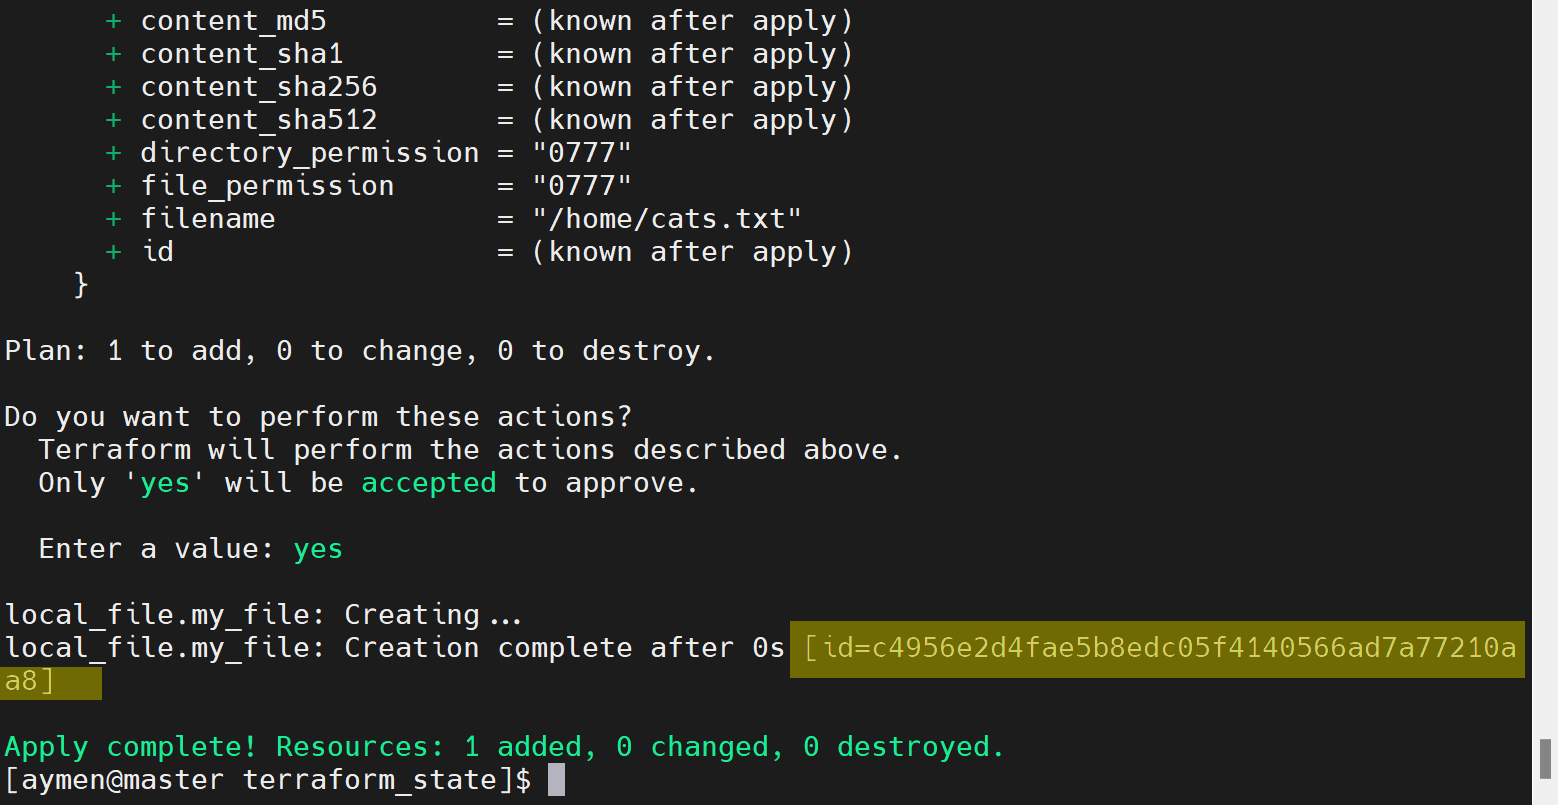 + content_md5          = (known after apply)
+ content_sha1         = (known after apply)
+ content_sha256       = (known after apply)
+ content_sha512       = (known after apply)
+ directory_permission = "0777"
+ file_permission      = "0777"
+ filename             = "/home/cats.txt"
+ id                   = (known after apply)
}
Plan: 1 to add, 0 to change, 0 to destroy.
Do you want to perform these actions?
Terraform will perform the actions described above.
Only 'yes' will be accepted to approve.
Enter a value: yes
local_file.my_file: Creating...
local_file.my_file: Creation complete after 0s [id=c4956e2d4fae5b8edc05f4140566ad7a77210a
a8]
Apply complete! Resources: 1 added, 0 changed, 0 destroyed.
[aymen@master terraform_state]$